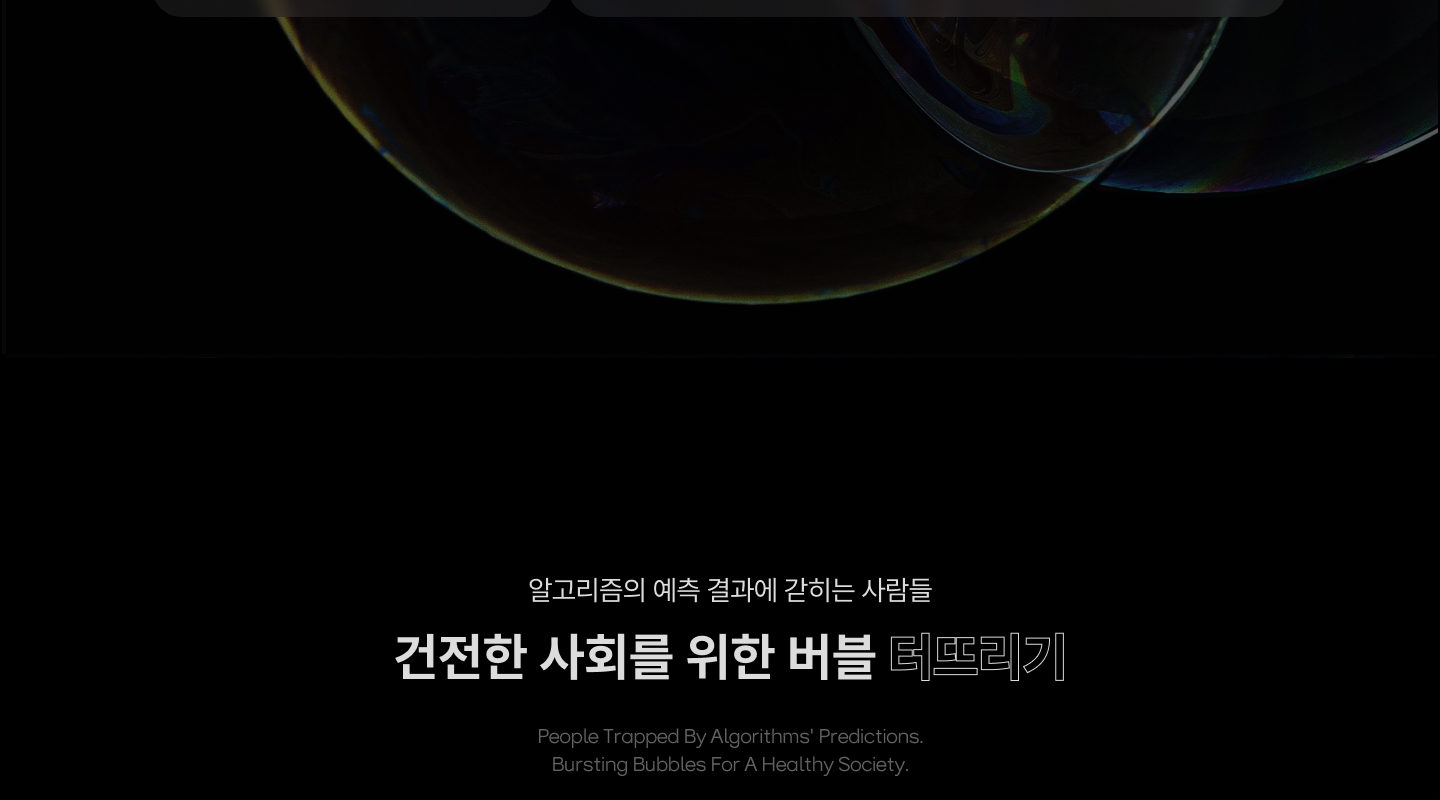 알고리즘의 예측 결과에 갇히는 사람들
건전한 사회를 위한 버블 터뜨리기
People Trapped By Algorithms' Predictions.
Bursting Bubbles For A Healthy Society.